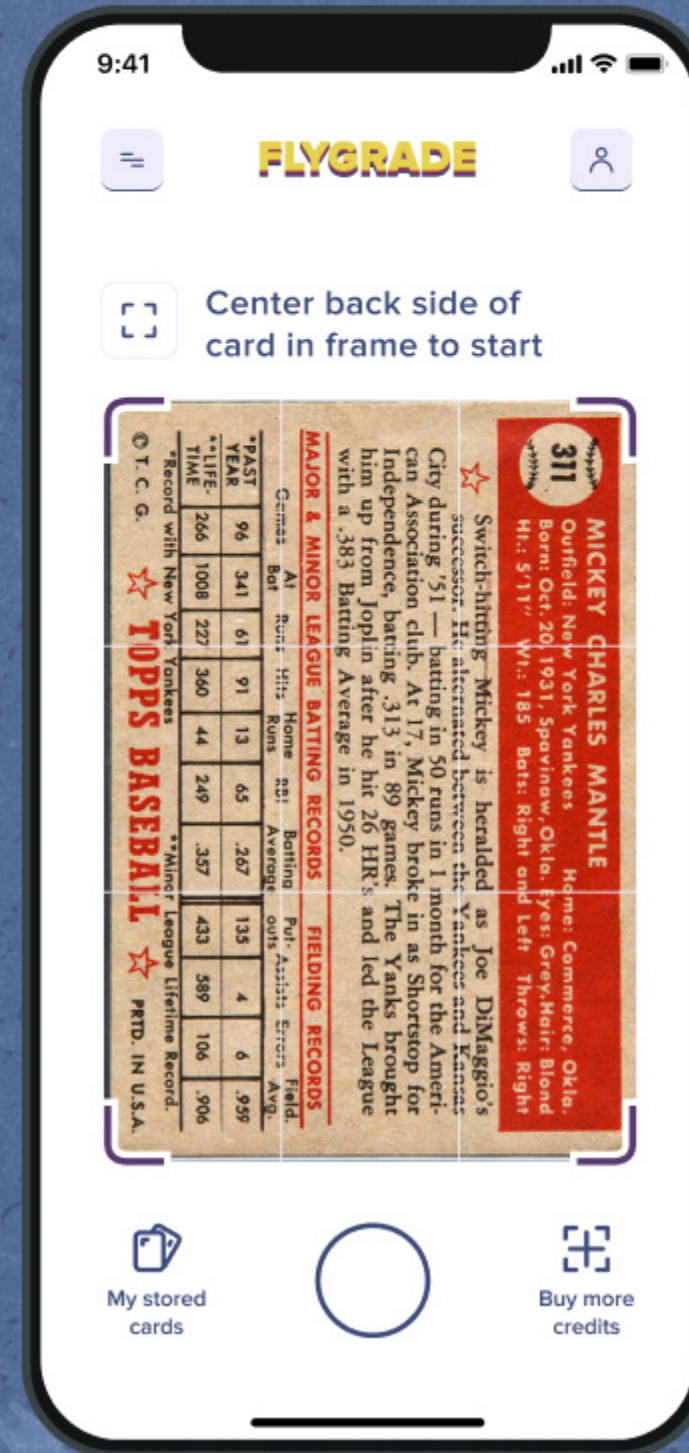 9:41
FLYGRADE
Center back side of
card in frame to start
311
MICKEY CHARLES MANTLE
Outfield: New York Yankees Home: Commerce, Okla.
Born: Oct. 20, 1931, Spavinaw, Okla. Eyes: Grey. Hair: Blond
Ht.: 5'11" Wt.: 185 Bats: Right and Left Throws: Right
Switch-hitting Mickey is heralded as Joe DiMaggio's
successor. He alternated between the Yankees and Kansas
City during '51 — batting in 50 runs in 1 month for the Ameri-
can Association club. At 17, Mickey broke in as Shortstop for
Independence, batting .313 in 89 games. The Yanks brought
him up from Joplin after he hit 26 HR's and led the League
with a .383 Batting Average in 1950.
MAJOR & MINOR LEAGUE BATTING RECORDS FIELDING RECORDS
Games At Bat Runs Hits Home Runs RBI Batting Average Put-outs Assists Errors Field. Avg.
*PAST YEAR 96 341 61 91 13 65 .267 135 4 6 .959
**LIFE-TIME 266 1008 227 360 44 249 .357 433 589 106 .906
*Record with New York Yankees **Minor League Lifetime Record.
© T. C. G. TOPPS BASEBALL PRTD. IN U.S.A.
My stored
cards
Buy more
credits